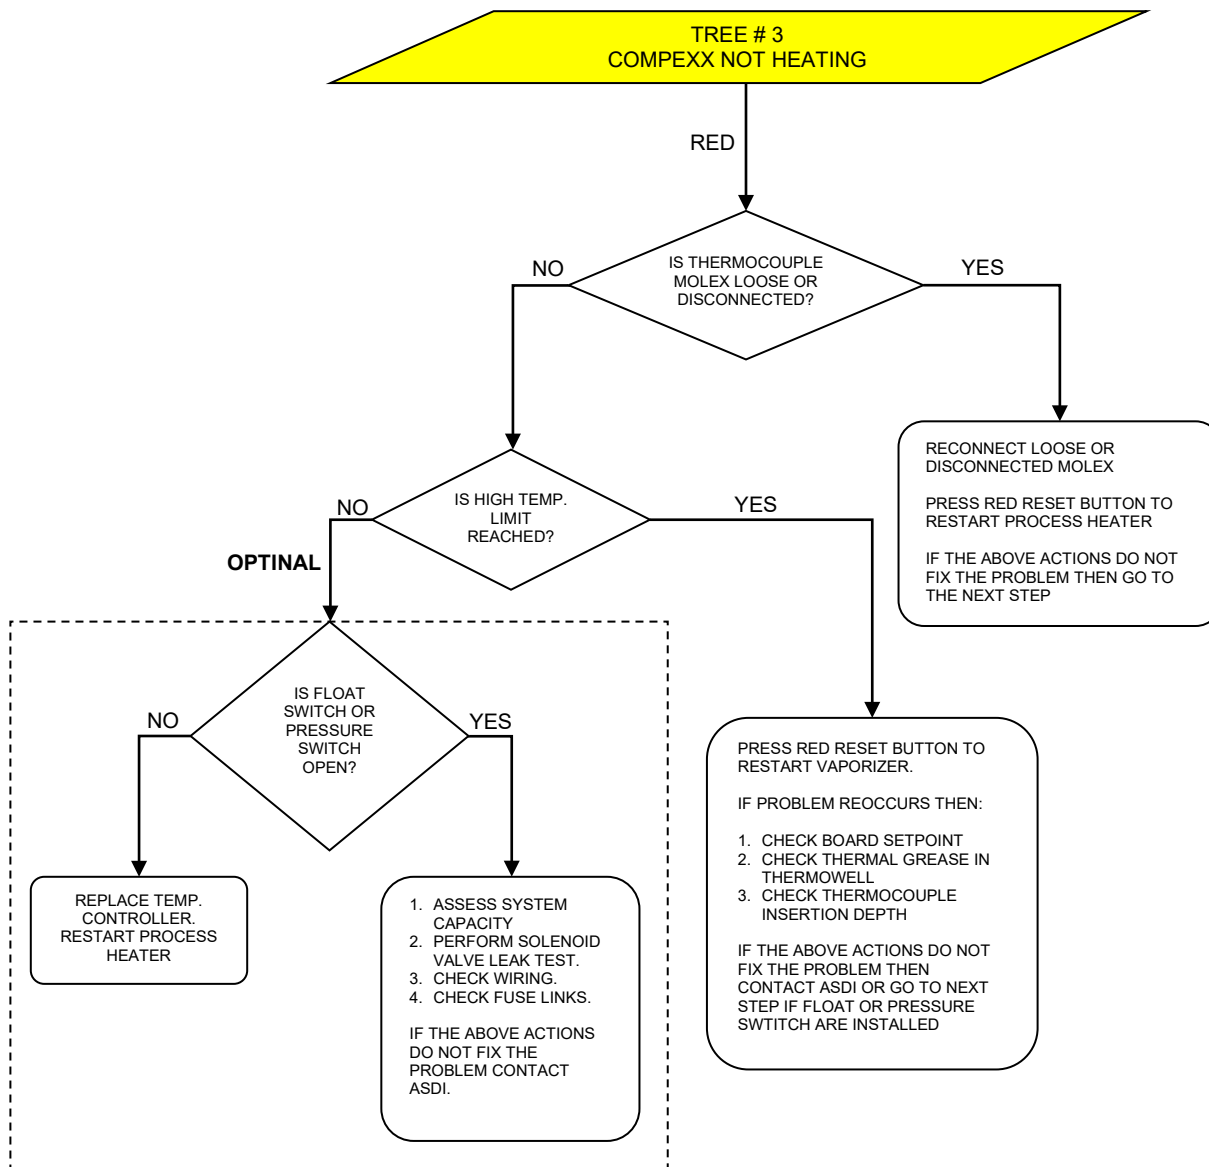 TREE # 3
COMPEXX NOT HEATING
RED
NO
IS THERMOCOUPLE
MOLEX LOOSE OR
DISCONNECTED?
YES
RECONNECT LOOSE OR
DISCONNECTED MOLEX
PRESS RED RESET BUTTON TO
RESTART PROCESS HEATER
IF THE ABOVE ACTIONS DO NOT
FIX THE PROBLEM THEN GO TO
THE NEXT STEP
NO
IS HIGH TEMP.
LIMIT
REACHED?
YES
OPTINAL
NO
IS FLOAT
SWITCH OR
PRESSURE
SWITCH
OPEN?
YES
PRESS RED RESET BUTTON TO
RESTART VAPORIZER.
IF PROBLEM REOCCURS THEN:
1. CHECK BOARD SETPOINT
2. CHECK THERMAL GREASE IN
THERMOWELL
3. CHECK THERMOCOUPLE
INSERTION DEPTH
IF THE ABOVE ACTIONS DO NOT
FIX THE PROBLEM THEN
CONTACT ASDI OR GO TO NEXT
STEP IF FLOAT OR PRESSURE
SWTITCH ARE INSTALLED
REPLACE TEMP.
CONTROLLER.
RESTART PROCESS
HEATER
1. ASSESS SYSTEM
CAPACITY
2. PERFORM SOLENOID
VALVE LEAK TEST.
3. CHECK WIRING.
4. CHECK FUSE LINKS.
IF THE ABOVE ACTIONS
DO NOT FIX THE
PROBLEM CONTACT
ASDI.